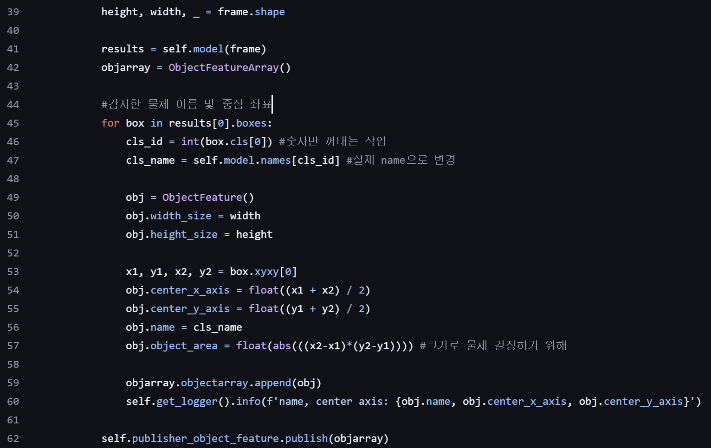 39 height, width, _ = frame.shape
40
41 results = self.model(frame)
42 objarray = ObjectFeatureArray()
43
44 #감지한 물체 이름 및 중심 좌표
45 for box in results[0].boxes:
46 cls_id = int(box.cls[0]) #숫자만 꺼내는 작업
47 cls_name = self.model.names[cls_id] #실제 name으로 변경
48
49 obj = ObjectFeature()
50 obj.width_size = width
51 obj.height_size = height
52
53 x1, y1, x2, y2 = box.xyxy[0]
54 obj.center_x_axis = float((x1 + x2) / 2)
55 obj.center_y_axis = float((y1 + y2) / 2)
56 obj.name = cls_name
57 obj.object_area = float(abs(((x2-x1)*(y2-y1)))) #크기로 물체 결정하기 위해
58
59 objarray.objectarray.append(obj)
60 self.get_logger().info(f'name, center axis: {obj.name, obj.center_x_axis, obj.center_y_axis}')
61
62 self.publisher_object_feature.publish(objarray)